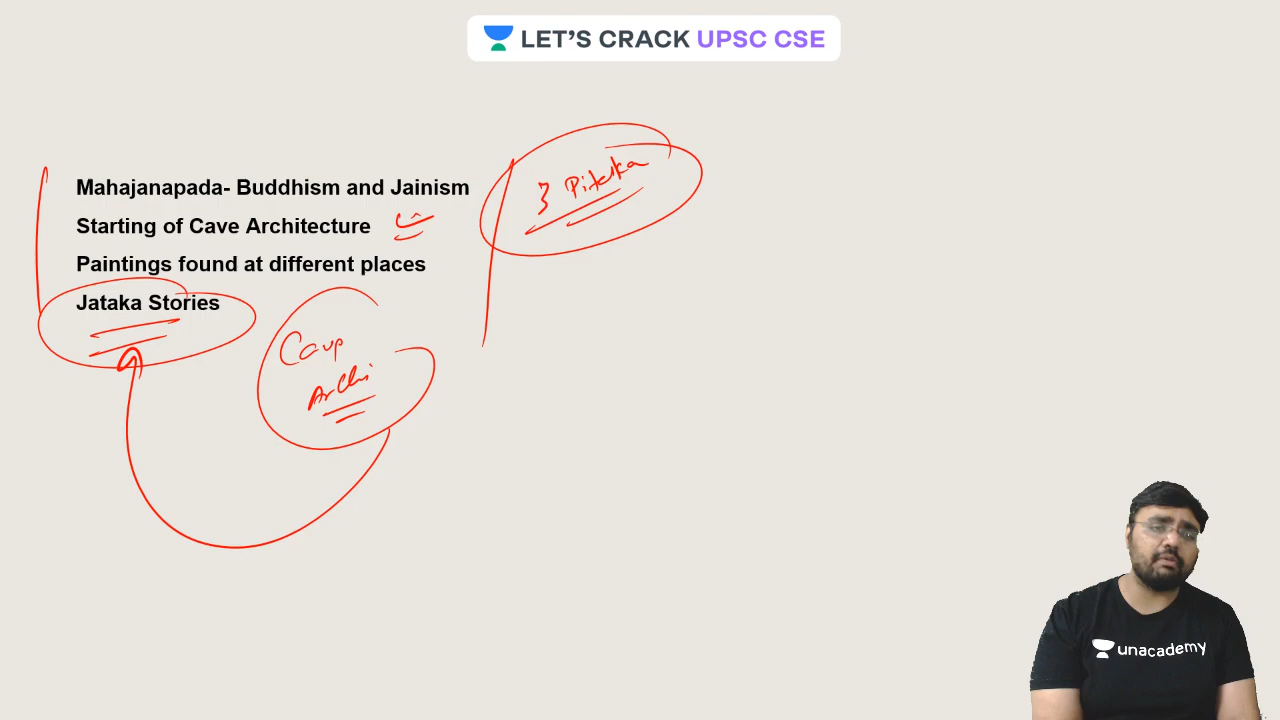 LET'S CRACK UPSC CSE
Mahajanapada- Buddhism and Jainism
Starting of Cave Architecture
Paintings found at different places
Jataka Stories
3 Pitaka
Cave
Archi
unacademy